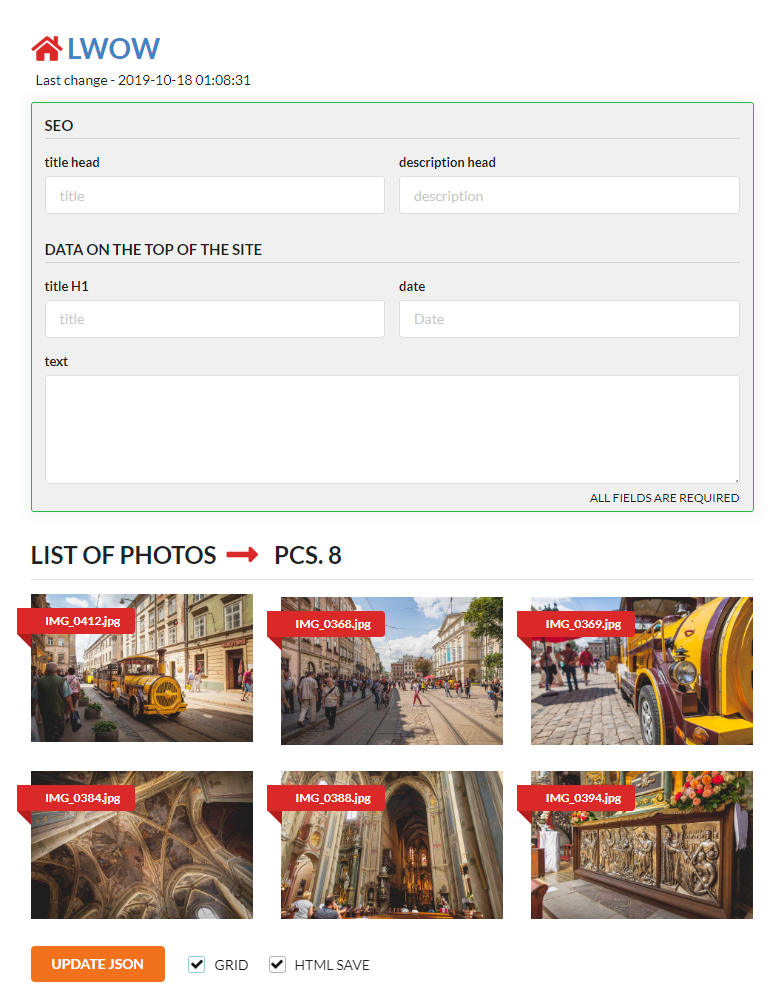 LWOW
Last change - 2019-10-18 01:08:31
SEO
title head description head
title description
DATA ON THE TOP OF THE SITE
title H1 date
title Date
text
ALL FIELDS ARE REQUIRED
LIST OF PHOTOS PCS. 8
IMG_0412.jpg IMG_0368.jpg IMG_0369.jpg
IMG_0384.jpg IMG_0388.jpg IMG_0394.jpg
UPDATE JSON GRID HTML SAVE